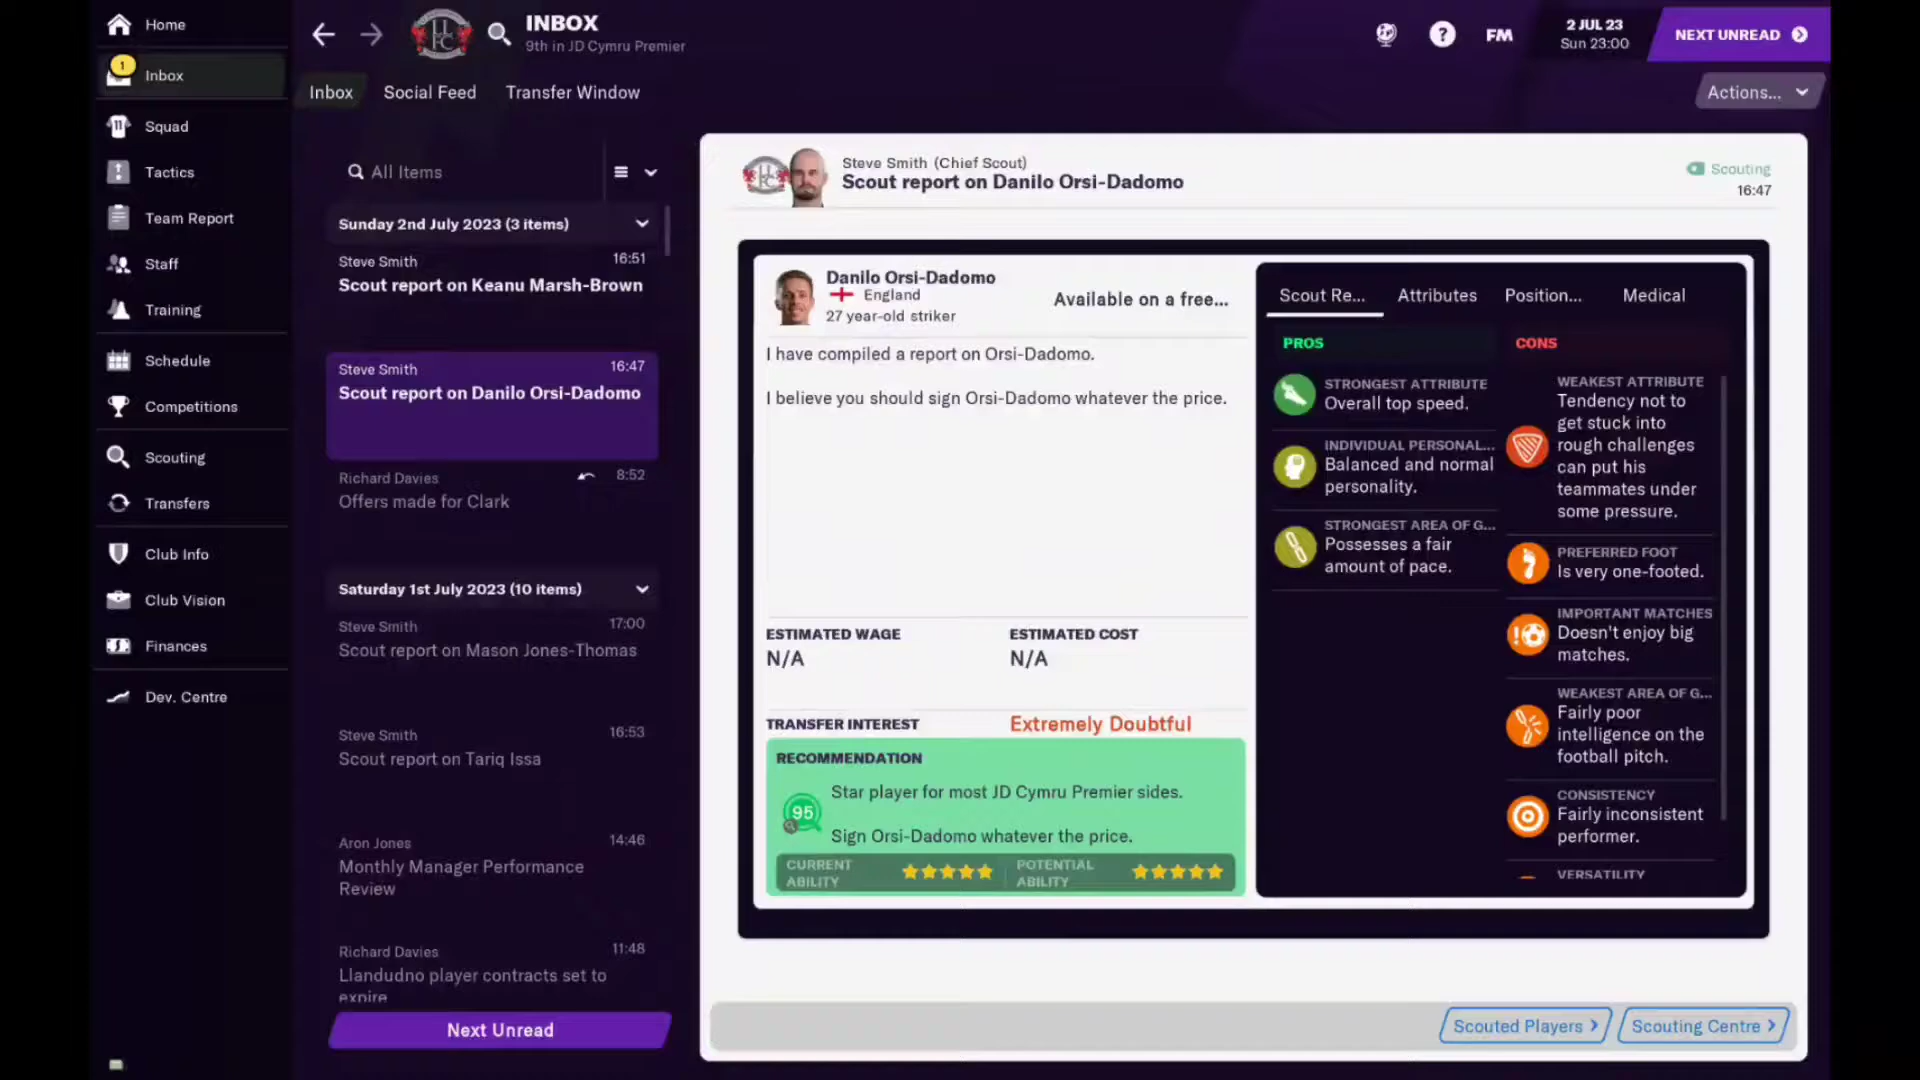 Home
1
Inbox
Squad
Tactics
Team Report
Staff
Training
Schedule
Competitions
Scouting
Transfers
Club Info
Club Vision
Finances
Dev. Centre
INBOX
9th in JD Cymru Premier
FM
2 JUL 23
Sun 23:00
NEXT UNREAD
Inbox
Social Feed
Transfer Window
Actions...
All Items
Sunday 2nd July 2023 (3 items)
Steve Smith 16:51
Scout report on Keanu Marsh-Brown
Steve Smith 16:47
Scout report on Danilo Orsi-Dadomo
Richard Davies 8:52
Offers made for Clark
Saturday 1st July 2023 (10 items)
Steve Smith 17:00
Scout report on Mason Jones-Thomas
Steve Smith 16:53
Scout report on Tariq Issa
Aron Jones 14:46
Monthly Manager Performance
Review
Richard Davies 11:48
Llandudno player contracts set to
expire
Next Unread
Steve Smith (Chief Scout)
Scout report on Danilo Orsi-Dadomo
Scouting
16:47
Danilo Orsi-Dadomo
England
27 year-old striker
Available on a free...
I have compiled a report on Orsi-Dadomo.
I believe you should sign Orsi-Dadomo whatever the price.
ESTIMATED WAGE
N/A
ESTIMATED COST
N/A
TRANSFER INTEREST
Extremely Doubtful
RECOMMENDATION
95
Star player for most JD Cymru Premier sides.
Sign Orsi-Dadomo whatever the price.
CURRENT
ABILITY
POTENTIAL
ABILITY
Scout Re...
Attributes
Position...
Medical
PROS
STRONGEST ATTRIBUTE
Overall top speed.
INDIVIDUAL PERSONAL...
Balanced and normal
personality.
STRONGEST AREA OF G...
Possesses a fair
amount of pace.
CONS
WEAKEST ATTRIBUTE
Tendency not to
get stuck into
rough challenges
can put his
teammates under
some pressure.
PREFERRED FOOT
Is very one-footed.
IMPORTANT MATCHES
Doesn't enjoy big
matches.
WEAKEST AREA OF G...
Fairly poor
intelligence on the
football pitch.
CONSISTENCY
Fairly inconsistent
performer.
VERSATILITY
Scouted Players
Scouting Centre